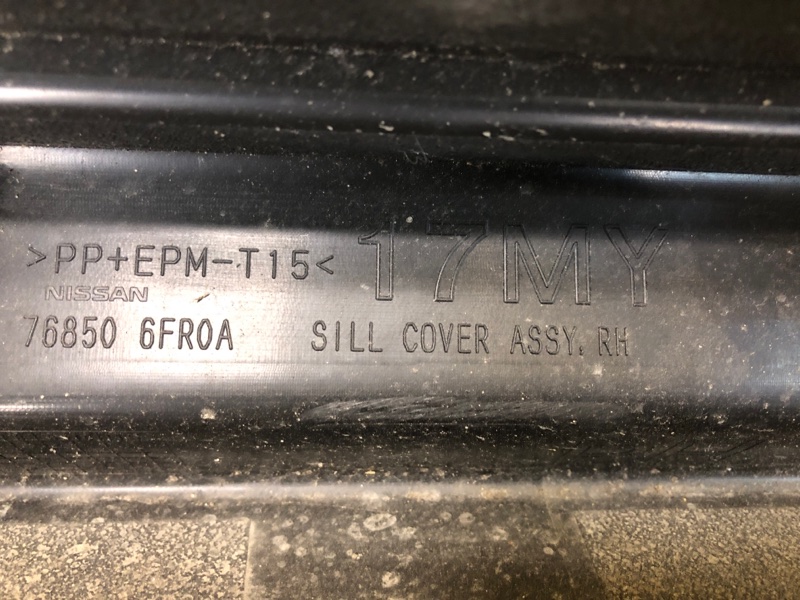 >PP+EPM-T15< 17MY
NISSAN
76850 6FR0A SILL COVER ASSY, RH